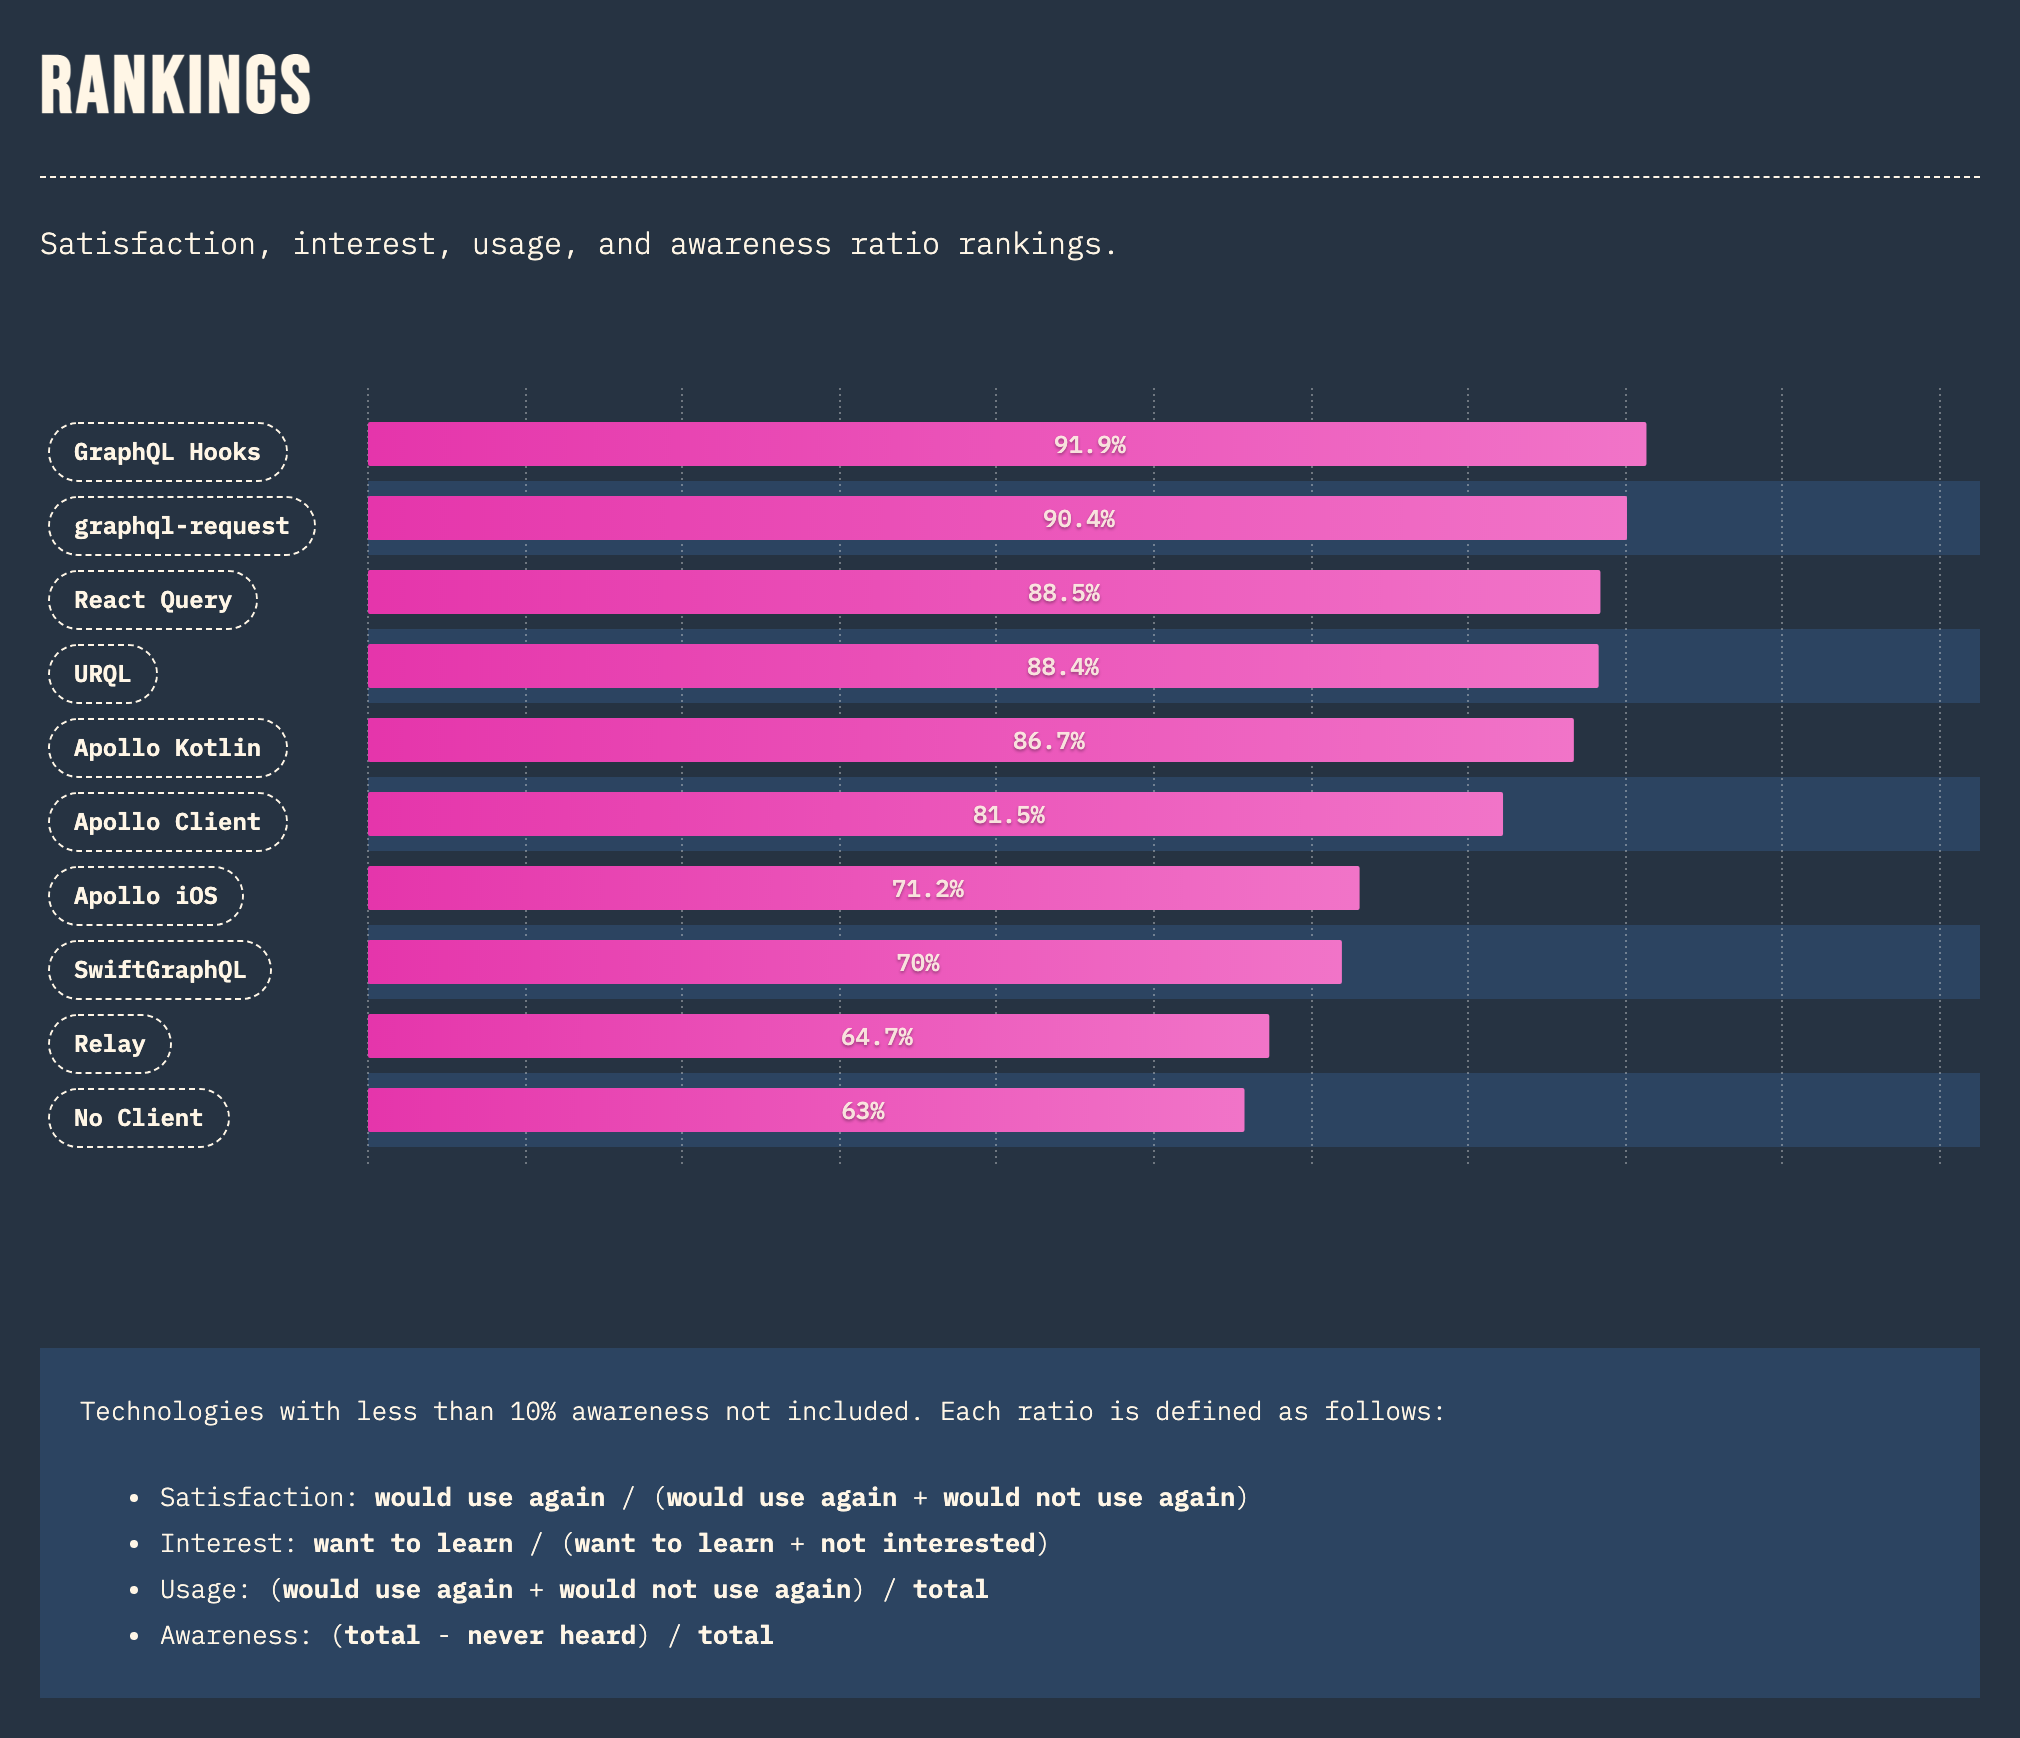 RANKINGS
Satisfaction, interest, usage, and awareness ratio rankings.
GraphQL Hooks 91.9%
graphql-request 90.4%
React Query 88.5%
URQL 88.4%
Apollo Kotlin 86.7%
Apollo Client 81.5%
Apollo iOS 71.2%
SwiftGraphQL 70%
Relay 64.7%
No Client 63%
Technologies with less than 10% awareness not included. Each ratio is defined as follows:
• Satisfaction: would use again / (would use again + would not use again)
• Interest: want to learn / (want to learn + not interested)
• Usage: (would use again + would not use again) / total
• Awareness: (total - never heard) / total